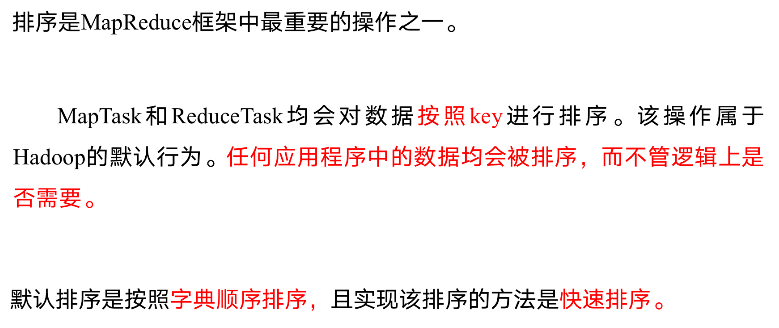 排序是MapReduce框架中最重要的操作之一。
MapTask和ReduceTask均会对数据按照key进行排序。该操作属于
Hadoop的默认行为。任何应用程序中的数据均会被排序，而不管逻辑上是
否需要。
默认排序是按照字典顺序排序，且实现该排序的方法是快速排序。